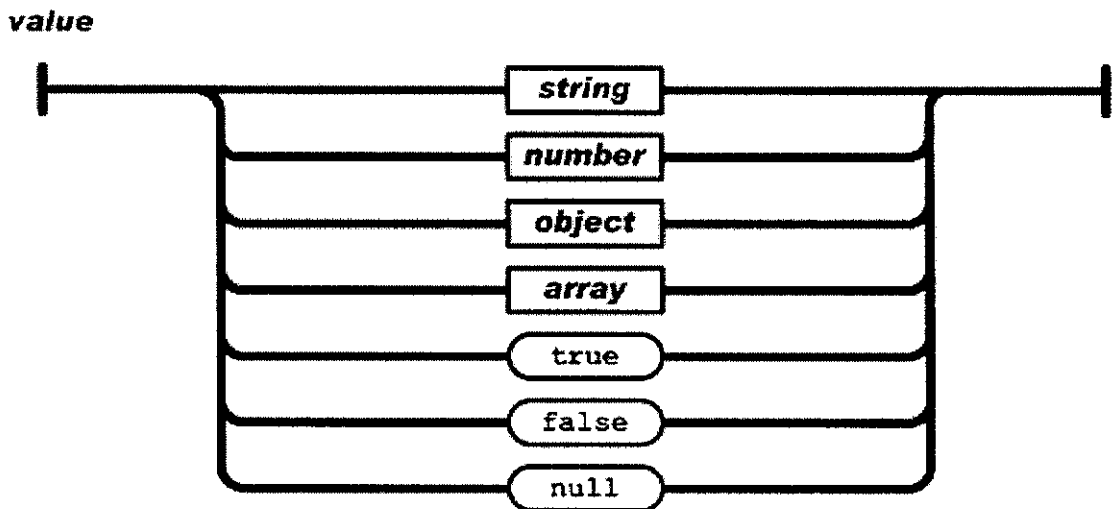 value
string
number
object
array
true
false
null